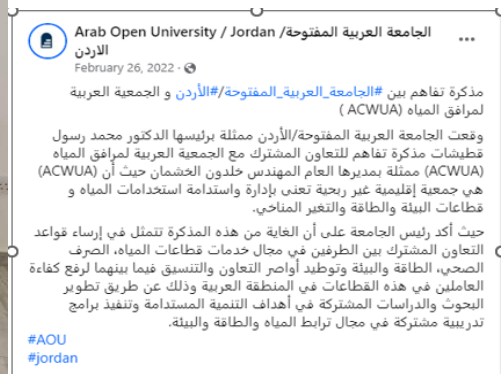 Arab Open University / Jordan الجامعة العربية المفتوحة/
الاردن
February 26, 2022 ·
مذكرة تفاهم بين #الجامعة_العربية_المفتوحة/#الأردن و الجمعية العربية
لمرافق المياه (ACWUA )
وقعت الجامعة العربية المفتوحة/الأردن ممثلة برئيسها الدكتور محمد رسول
قطيشات مذكرة تفاهم للتعاون المشترك مع الجمعية العربية لمرافق المياه
(ACWUA) ممثلة بمديرها العام المهندس خلدون الخشمان حيث أن (ACWUA)
هي جمعية إقليمية غير ربحية تعنى بإدارة واستدامة استخدامات المياه و
قطاعات البيئة والطاقة والتغير المناخي.
حيث أكد رئيس الجامعة على أن الغاية من هذه المذكرة تتمثل في إرساء قواعد
التعاون المشترك بين الطرفين في مجال خدمات قطاعات المياه، الصرف
الصحي، الطاقة والبيئة وتوطيد أواصر التعاون والتنسيق فيما بينهما لرفع كفاءة
العاملين في هذه القطاعات في المنطقة العربية وذلك عن طريق تطوير
البحوث والدراسات المشتركة في أهداف التنمية المستدامة وتنفيذ برامج
تدريبية مشتركة في مجال ترابط المياه والطاقة والبيئة.
#AOU
#jordan